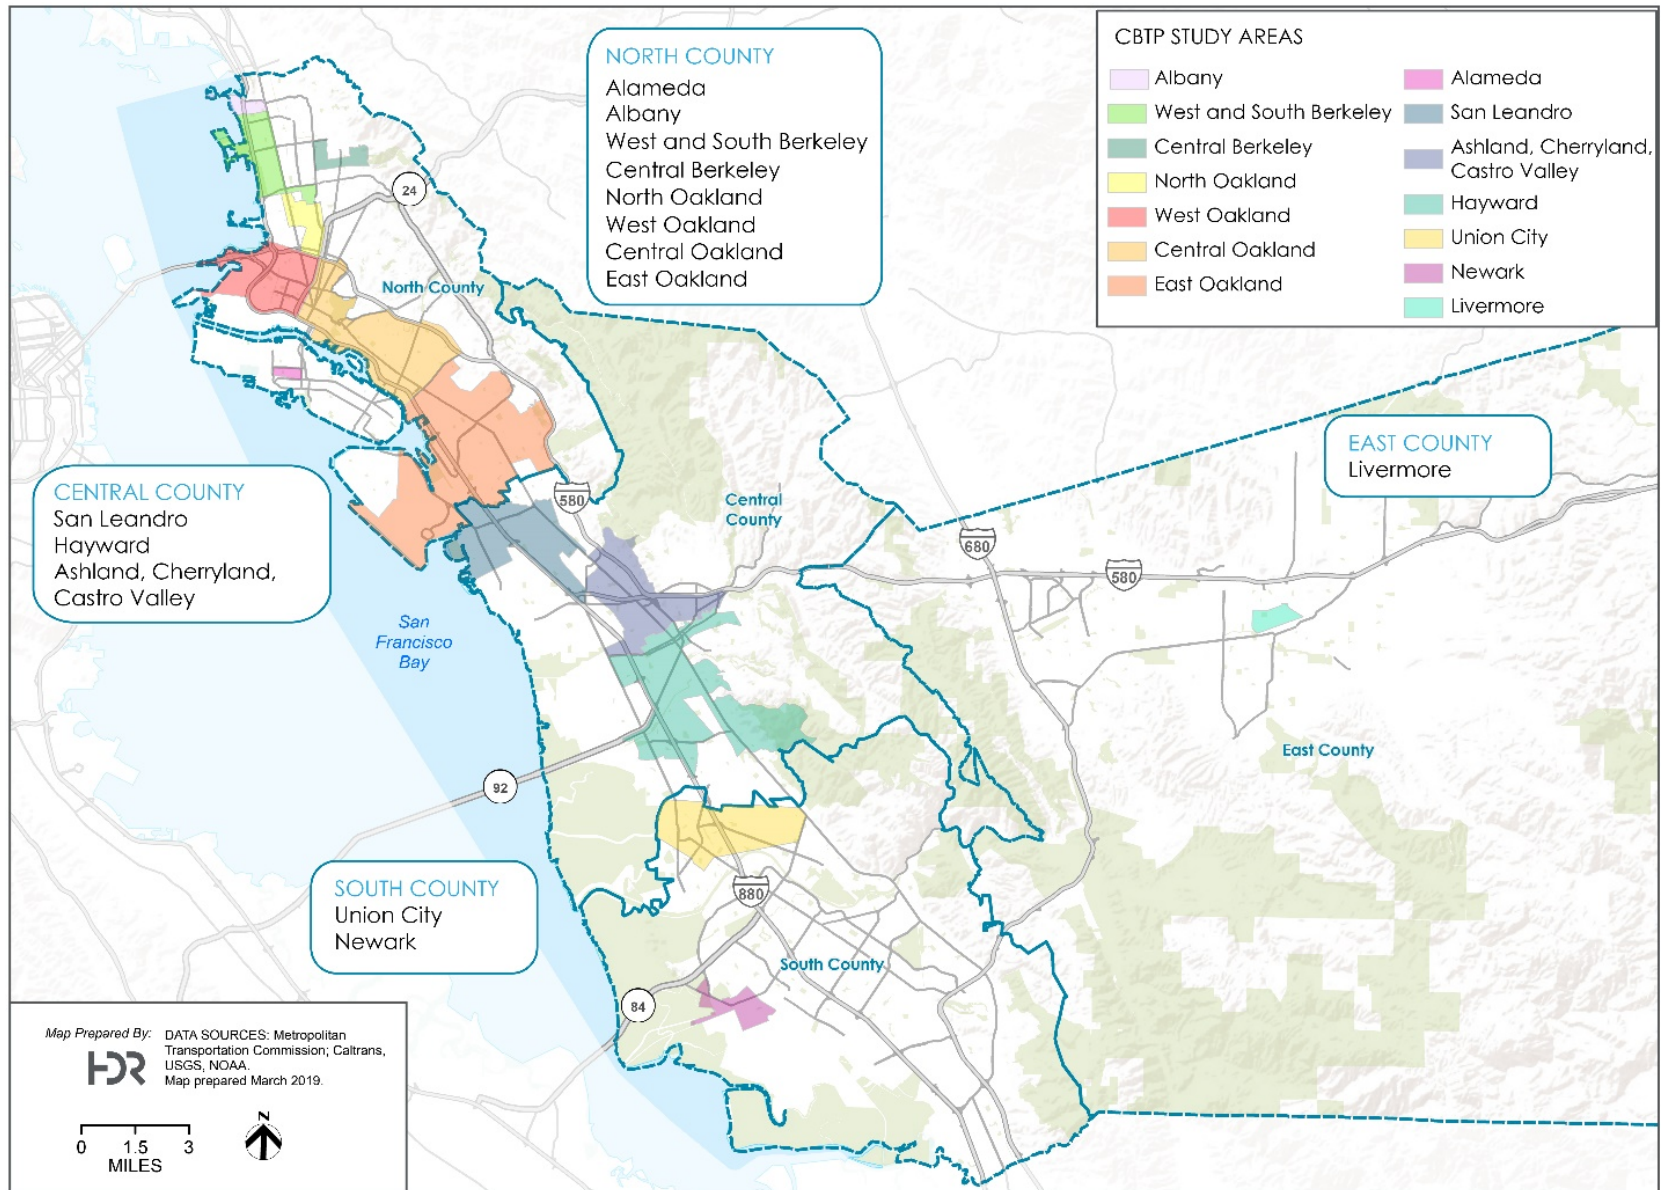 NORTH COUNTY
Alameda
Albany
West and South Berkeley
Central Berkeley
North Oakland
West Oakland
Central Oakland
East Oakland
CBTP STUDY AREAS
Albany
West and South Berkeley
Central Berkeley
North Oakland
West Oakland
Central Oakland
East Oakland
Alameda
San Leandro
Ashland, Cherryland,
Castro Valley
Hayward
Union City
Newark
Livermore
24
North County
EAST COUNTY
Livermore
CENTRAL COUNTY
San Leandro
Hayward
Ashland, Cherryland,
Castro Valley
580
Central
County
680
580
San
Francisco
Bay
East County
92
SOUTH COUNTY
Union City
Newark
880
South County
84
Map Prepared By:
HDR
DATA SOURCES: Metropolitan
Transportation Commission; Caltrans,
USGS, NOAA.
Map prepared March 2019.
0 1.5 3
MILES
N